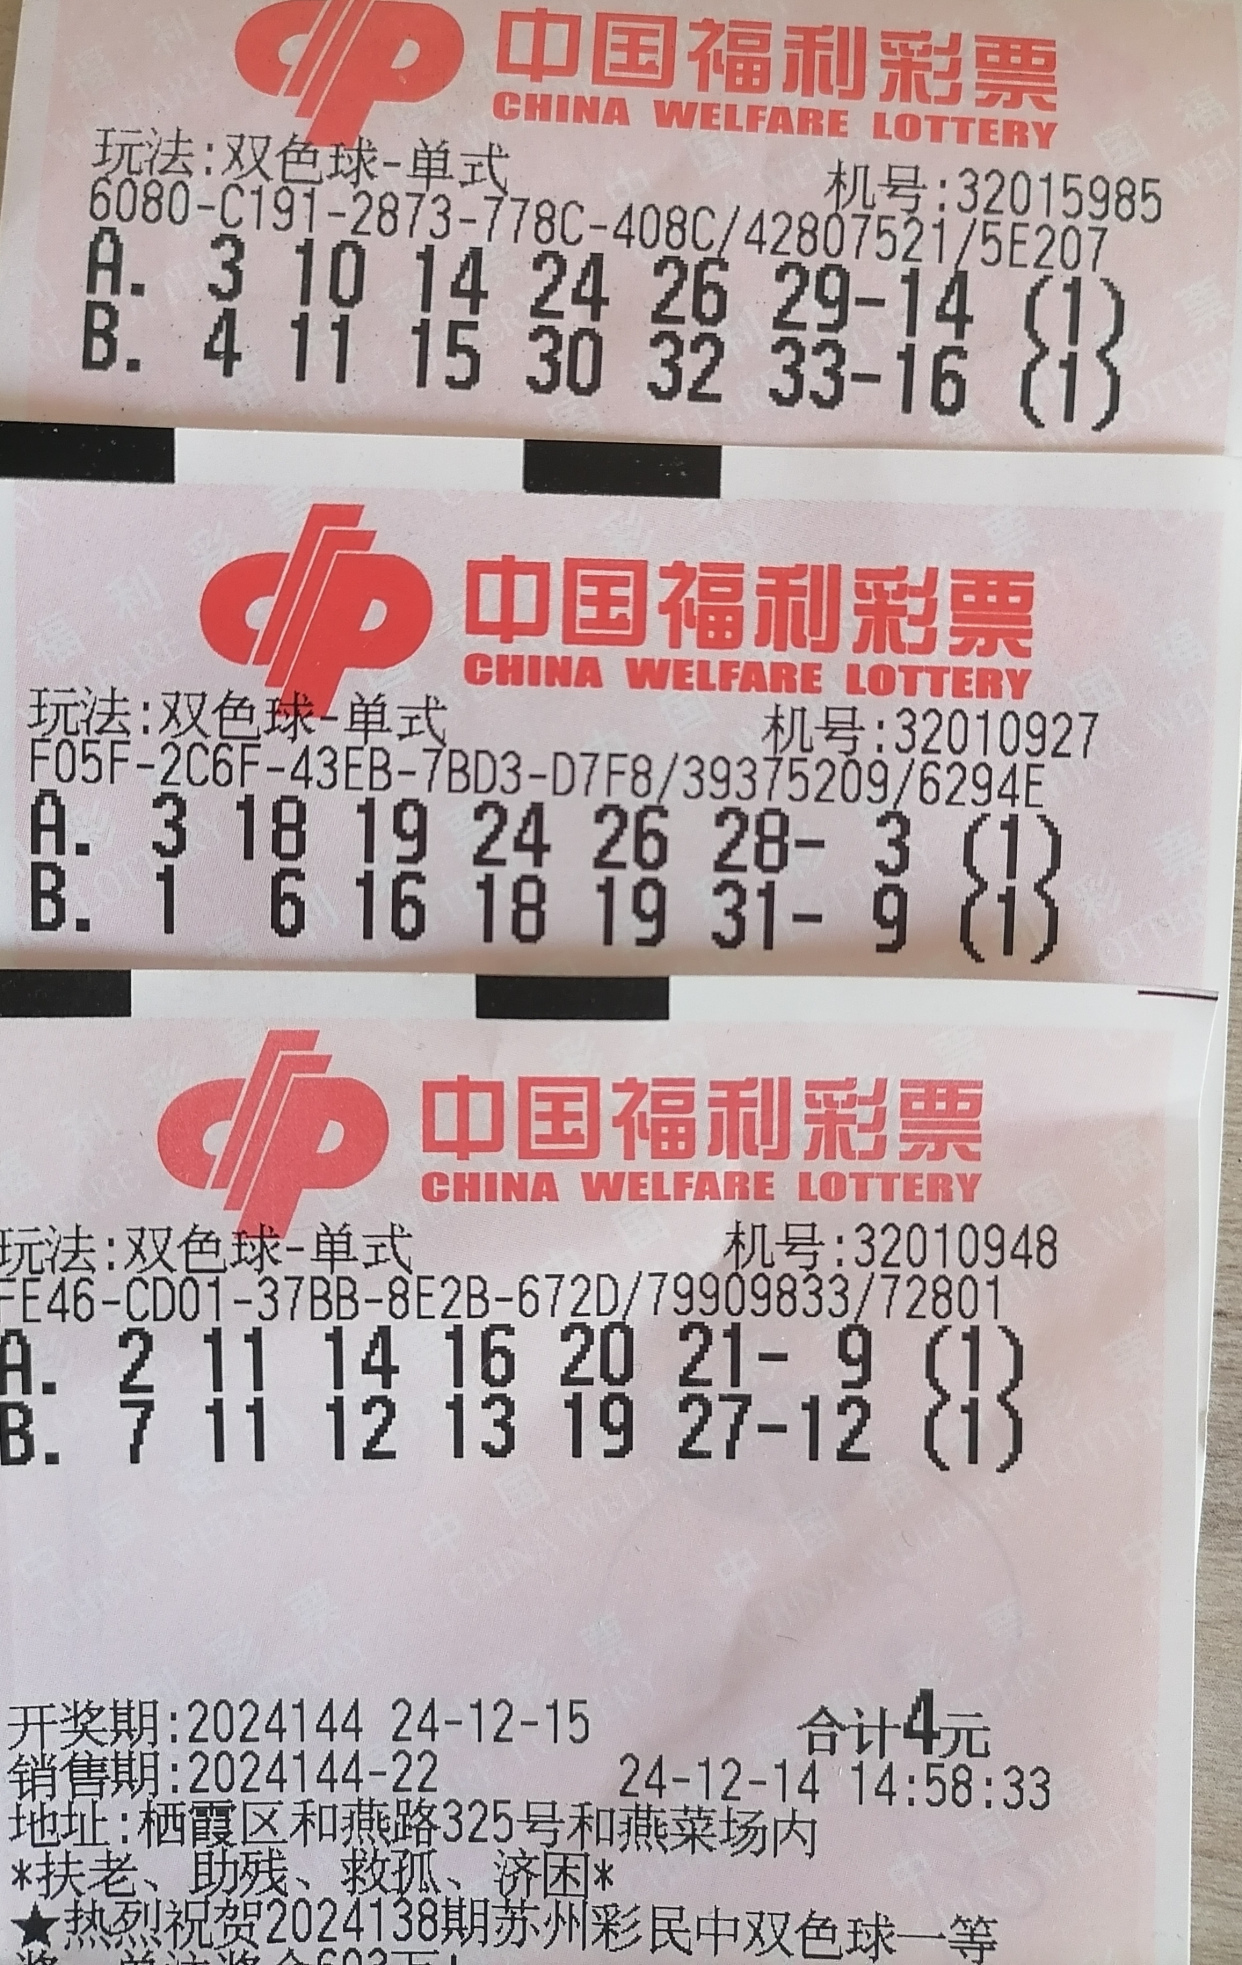 中国福利彩票
CHINA WELFARE LOTTERY
玩法:双色球-单式 机号:32015985
6080-C191-2873-778C-408C/42807521/5E207
A. 3 10 14 24 26 29-14 (1)
B. 4 11 15 30 32 33-16 (1)
中国福利彩票
CHINA WELFARE LOTTERY
玩法:双色球-单式 机号:32010927
F05F-2C6F-43EB-7BD3-D7F8/39375209/6294E
A. 3 18 19 24 26 28- 3 (1)
B. 1 6 16 18 19 31- 9 (1)
中国福利彩票
CHINA WELFARE LOTTERY
玩法:双色球-单式 机号:32010948
FE46-CD01-37BB-8E2B-672D/79909833/72801
A. 2 11 14 16 20 21- 9 (1)
B. 7 11 12 13 19 27-12 (1)
开奖期:2024144 24-12-15 合计4元
销售期:2024144-22 24-12-14 14:58:33
地址:栖霞区和燕路325号和燕菜场内
*扶老、助残、救孤、济困*
★热烈祝贺2024138期苏州彩民中双色球一等